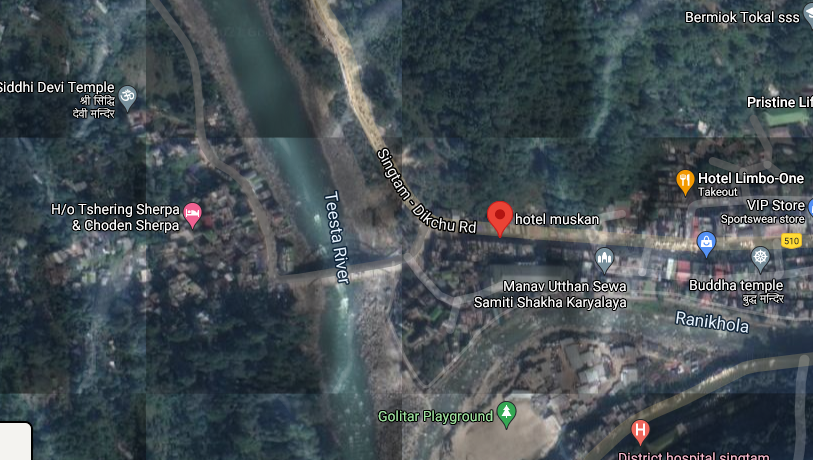 Bermiok Tokal sss
Siddhi Devi Temple
श्री सिद्धि
देवी मन्दिर
Pristine Lif
Singtam - Dikchu Rd
Hotel Limbo-One
Takeout
H/o Tshering Sherpa
& Choden Sherpa
Teesta River
hotel muskan
VIP Store
Sportswear store
510
Manav Utthan Sewa
Samiti Shakha Karyalaya
Buddha temple
बुद्ध मन्दिर
Ranikhola
Golitar Playground
H
District hospital singtam